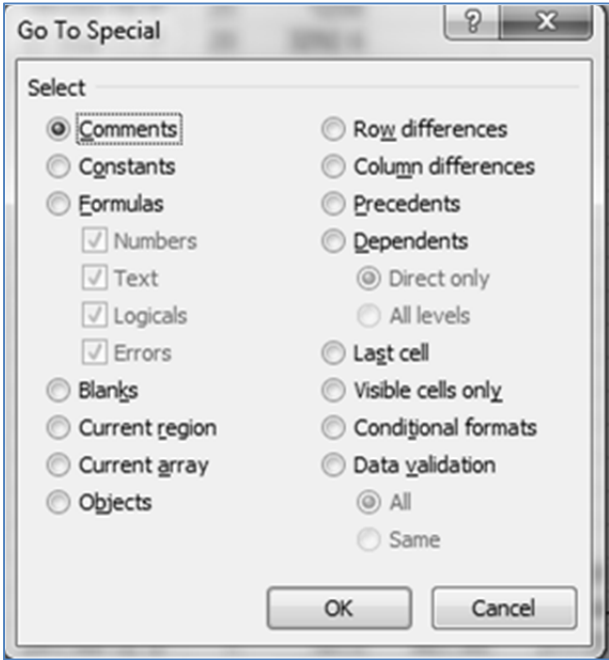 Go To Special
?
X
Select
Comments
Constants
Formulas
Numbers
Text
Logicals
Errors
Blanks
Current region
Current array
Objects
Row differences
Column differences
Precedents
Dependents
Direct only
All levels
Last cell
Visible cells only
Conditional formats
Data validation
All
Same
OK
Cancel